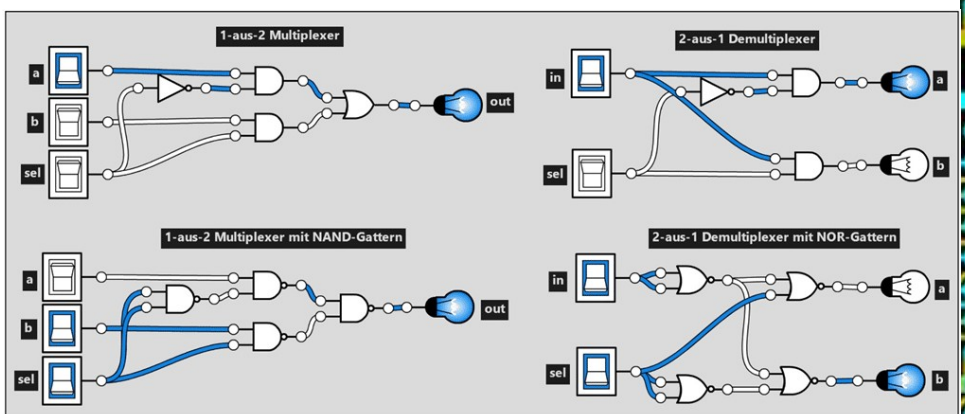 1-aus-2 Multiplexer
a
b
sel
out
2-aus-1 Demultiplexer
in
sel
a
b
1-aus-2 Multiplexer mit NAND-Gattern
a
b
sel
out
2-aus-1 Demultiplexer mit NOR-Gattern
in
sel
a
b